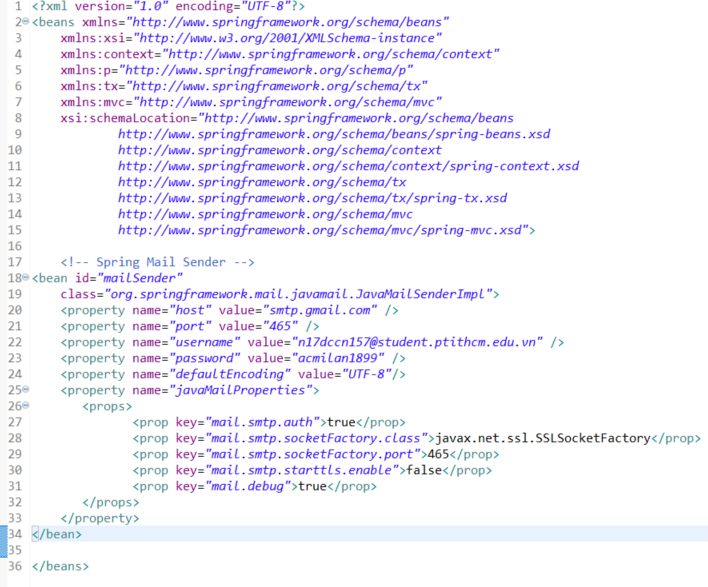 1 <?xml version="1.0" encoding="UTF-8"?>
2 <beans xmlns="http://www.springframework.org/schema/beans"
3 xmlns:xsi="http://www.w3.org/2001/XMLSchema-instance"
4 xmlns:context="http://www.springframework.org/schema/context"
5 xmlns:p="http://www.springframework.org/schema/p"
6 xmlns:tx="http://www.springframework.org/schema/tx"
7 xmlns:mvc="http://www.springframework.org/schema/mvc"
8 xsi:schemaLocation="http://www.springframework.org/schema/beans
9 http://www.springframework.org/schema/beans/spring-beans.xsd
10 http://www.springframework.org/schema/context
11 http://www.springframework.org/schema/context/spring-context.xsd
12 http://www.springframework.org/schema/tx
13 http://www.springframework.org/schema/tx/spring-tx.xsd
14 http://www.springframework.org/schema/mvc
15 http://www.springframework.org/schema/mvc/spring-mvc.xsd">
16
17 <!-- Spring Mail Sender -->
18 <bean id="mailSender"
19 class="org.springframework.mail.javamail.JavaMailSenderImpl">
20 <property name="host" value="smtp.gmail.com" />
21 <property name="port" value="465" />
22 <property name="username" value="n17dccn157@student.ptithcm.edu.vn" />
23 <property name="password" value="acmilan1899" />
24 <property name="defaultEncoding" value="UTF-8"/>
25 <property name="javaMailProperties">
26 <props>
27 <prop key="mail.smtp.auth">true</prop>
28 <prop key="mail.smtp.socketFactory.class">javax.net.ssl.SSLSocketFactory</prop>
29 <prop key="mail.smtp.socketFactory.port">465</prop>
30 <prop key="mail.smtp.starttls.enable">false</prop>
31 <prop key="mail.debug">true</prop>
32 </props>
33 </property>
34 </bean>
35
36 </beans>